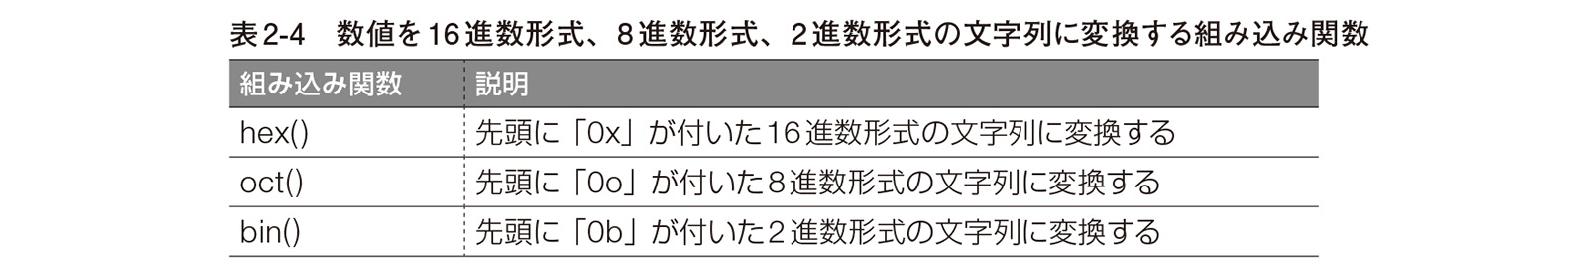 表2-4　数値を16進数形式、8進数形式、2進数形式の文字列に変換する組み込み関数
組み込み関数　説明
hex()　先頭に「0x」が付いた16進数形式の文字列に変換する
oct()　先頭に「0o」が付いた8進数形式の文字列に変換する
bin()　先頭に「0b」が付いた2進数形式の文字列に変換する